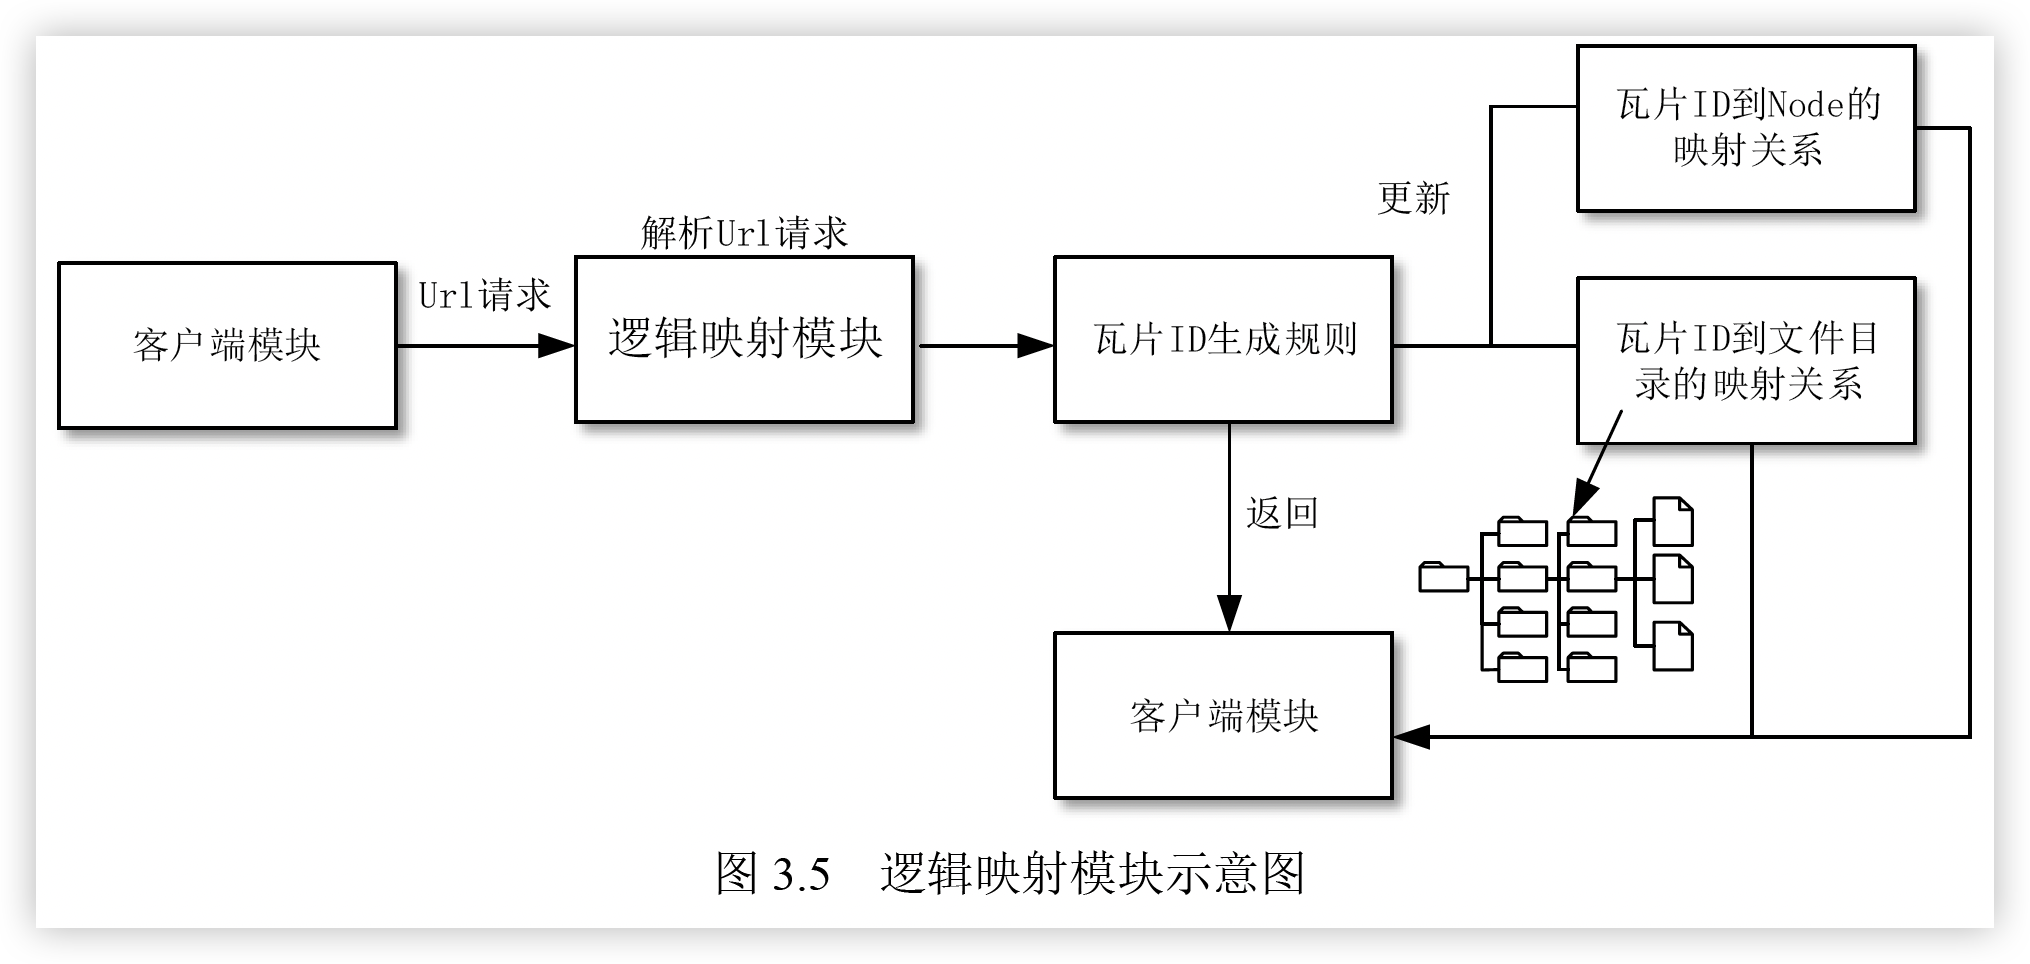 瓦片ID到Node的
映射关系
更新
解析Url请求
Url请求
客户端模块
逻辑映射模块
瓦片ID生成规则
瓦片ID到文件目
录的映射关系
返回
客户端模块
图 3.5 逻辑映射模块示意图